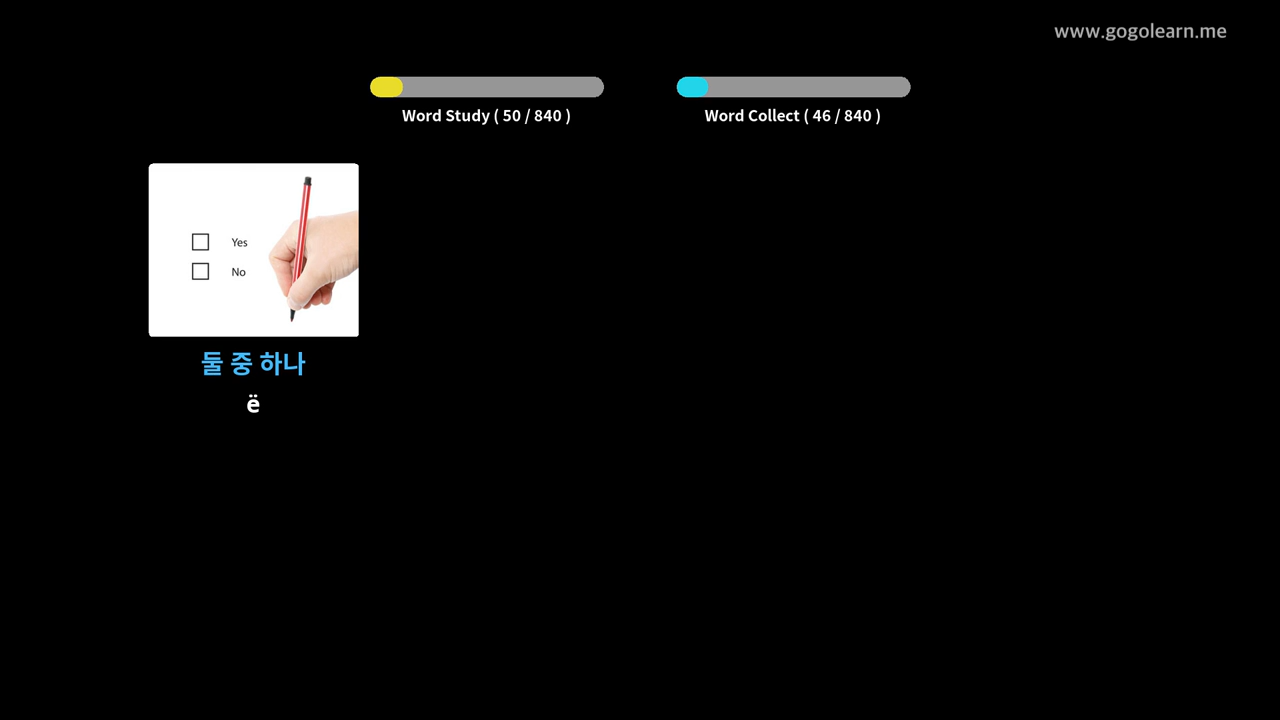 www.gogolearn.me
Word Study ( 50 / 840 )
Word Collect ( 46 / 840 )
Yes
No
둘 중 하나
ë